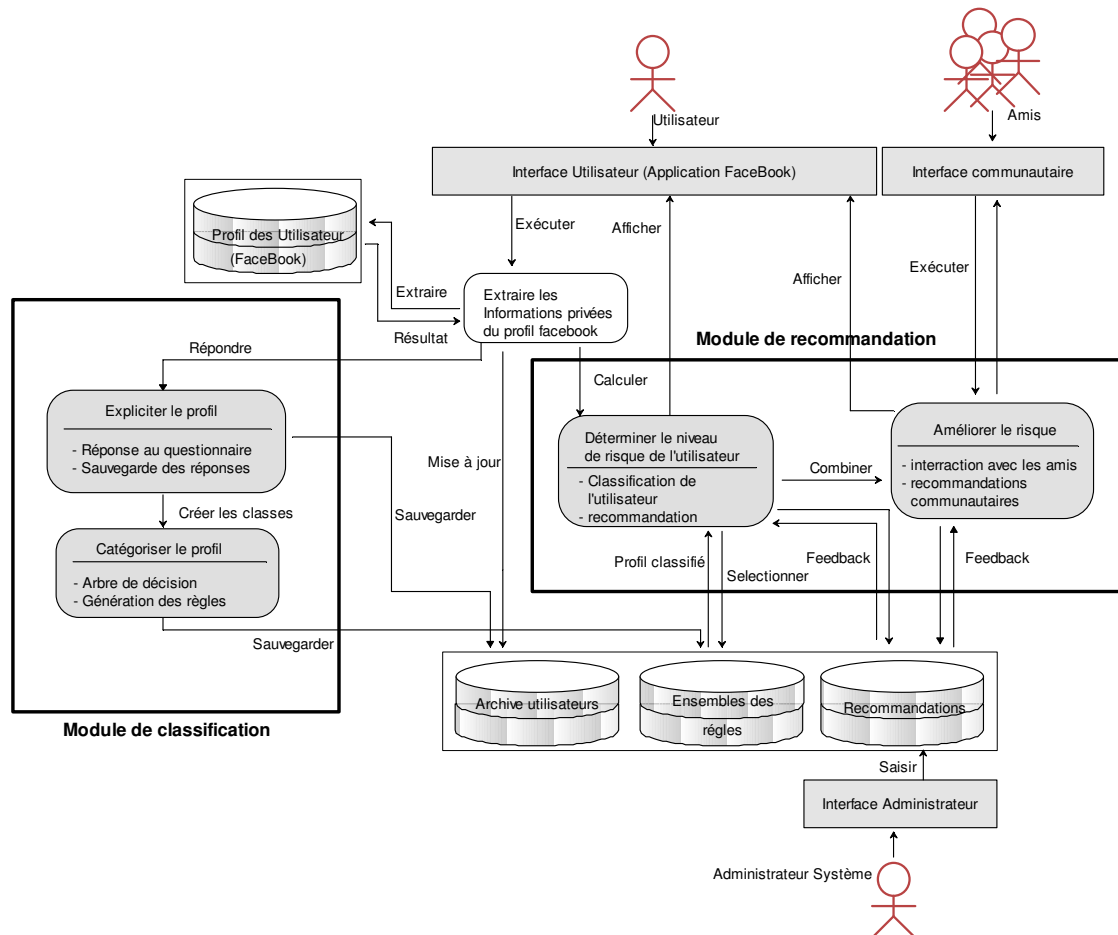 Utilisateur
Amis
Interface Utilisateur (Application FaceBook)
Interface communautaire
Profil des Utilisateur
(FaceBook)
Exécuter
Afficher
Afficher
Exécuter
Extraire
Résultat
Extraire les
Informations privées
du profil facebook
Module de recommandation
Répondre
Calculer
Expliciter le profil
- Réponse au questionnaire
- Sauvegarde des réponses
Déterminer le niveau
de risque de l'utilisateur
- Classification de
l'utilisateur
- recommandation
Combiner
Améliorer le risque
- interraction avec les amis
- recommandations
communautaires
Mise à jour
Sauvegarder
Créer les classes
Catégoriser le profil
- Arbre de décision
- Génération des règles
Profil classifié
Selectionner
Feedback
Feedback
Sauvegarder
Module de classification
Archive utilisateurs
Ensembles des
régles
Recommandations
Saisir
Interface Administrateur
Administrateur Système